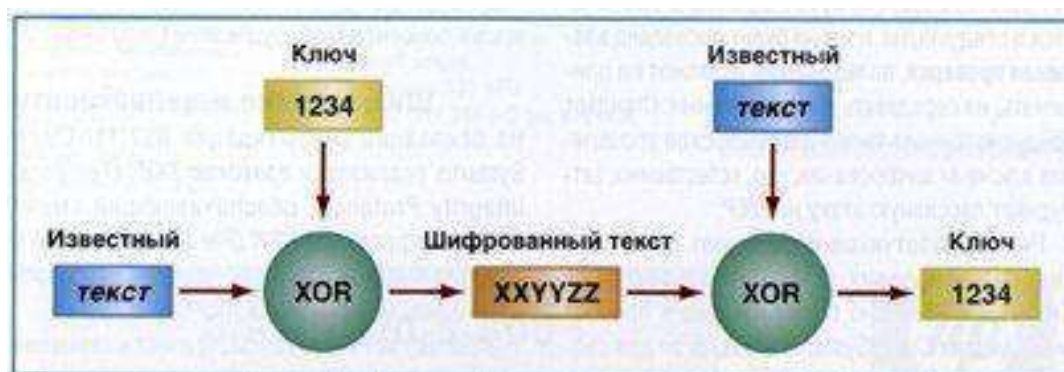 Ключ
1234
Известный
текст
Известный
текст
XOR
Шифрованный текст
XXYYZZ
XOR
Ключ
1234